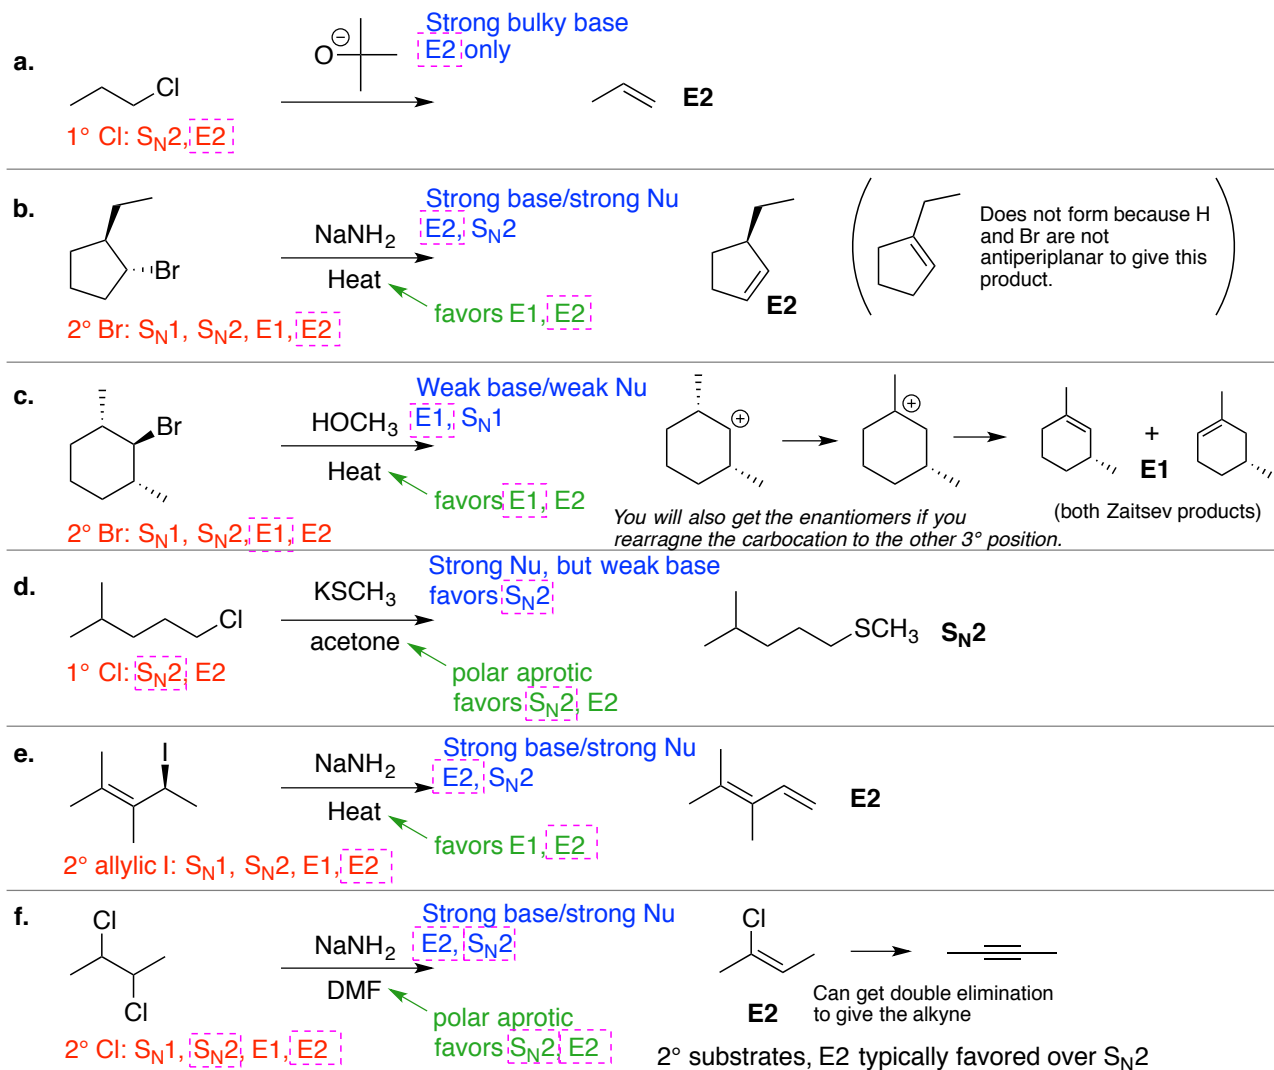 a.
Cl
1° Cl: SN2, E2
O⊖
Strong bulky base
E2 only
E2
b.
Br
2° Br: SN1, SN2, E1, E2
NaNH2
Heat
Strong base/strong Nu
E2, SN2
favors E1, E2
E2
Does not form because H
and Br are not
antiperiplanar to give this
product.
c.
Br
2° Br: SN1, SN2, E1, E2
HOCH3
Heat
Weak base/weak Nu
E1, SN1
favors E1, E2
⊕
⊕
+
E1
(both Zaitsev products)
You will also get the enantiomers if you
rearragne the carbocation to the other 3° position.
d.
Cl
1° Cl: SN2, E2
KSCH3
acetone
Strong Nu, but weak base
favors SN2
polar aprotic
favors SN2, E2
SCH3
SN2
e.
I
2° allylic I: SN1, SN2, E1, E2
NaNH2
Heat
Strong base/strong Nu
E2, SN2
favors E1, E2
E2
f.
Cl
Cl
2° Cl: SN1, SN2, E1, E2
NaNH2
DMF
Strong base/strong Nu
E2, SN2
polar aprotic
favors SN2, E2
Cl
E2
Can get double elimination
to give the alkyne
2° substrates, E2 typically favored over SN2